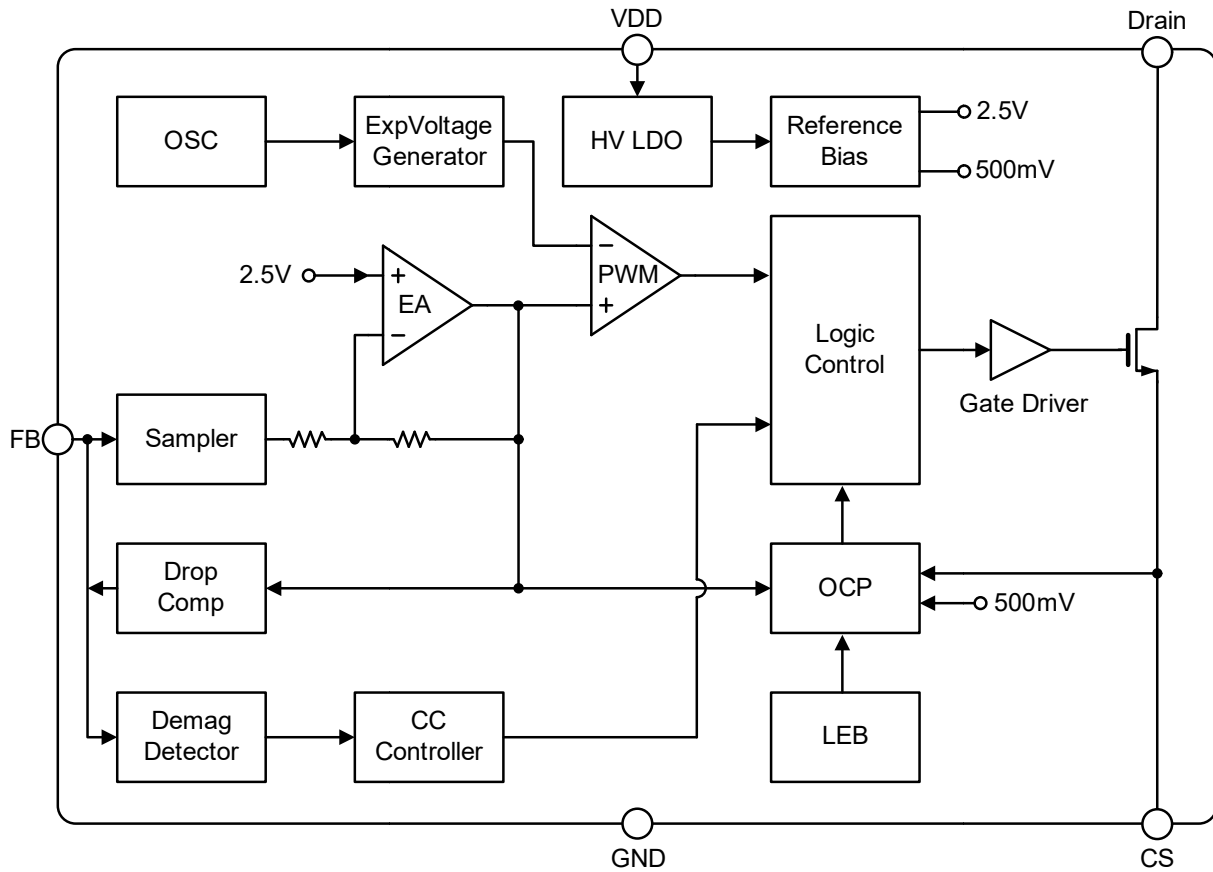 VDD
Drain
OSC
ExpVoltage
Generator
HV LDO
Reference
Bias
2.5V
500mV
2.5V
+
EA
−
−
PWM
+
Logic
Control
Gate Driver
FB
Sampler
Drop
Comp
OCP
500mV
Demag
Detector
CC
Controller
LEB
GND
CS